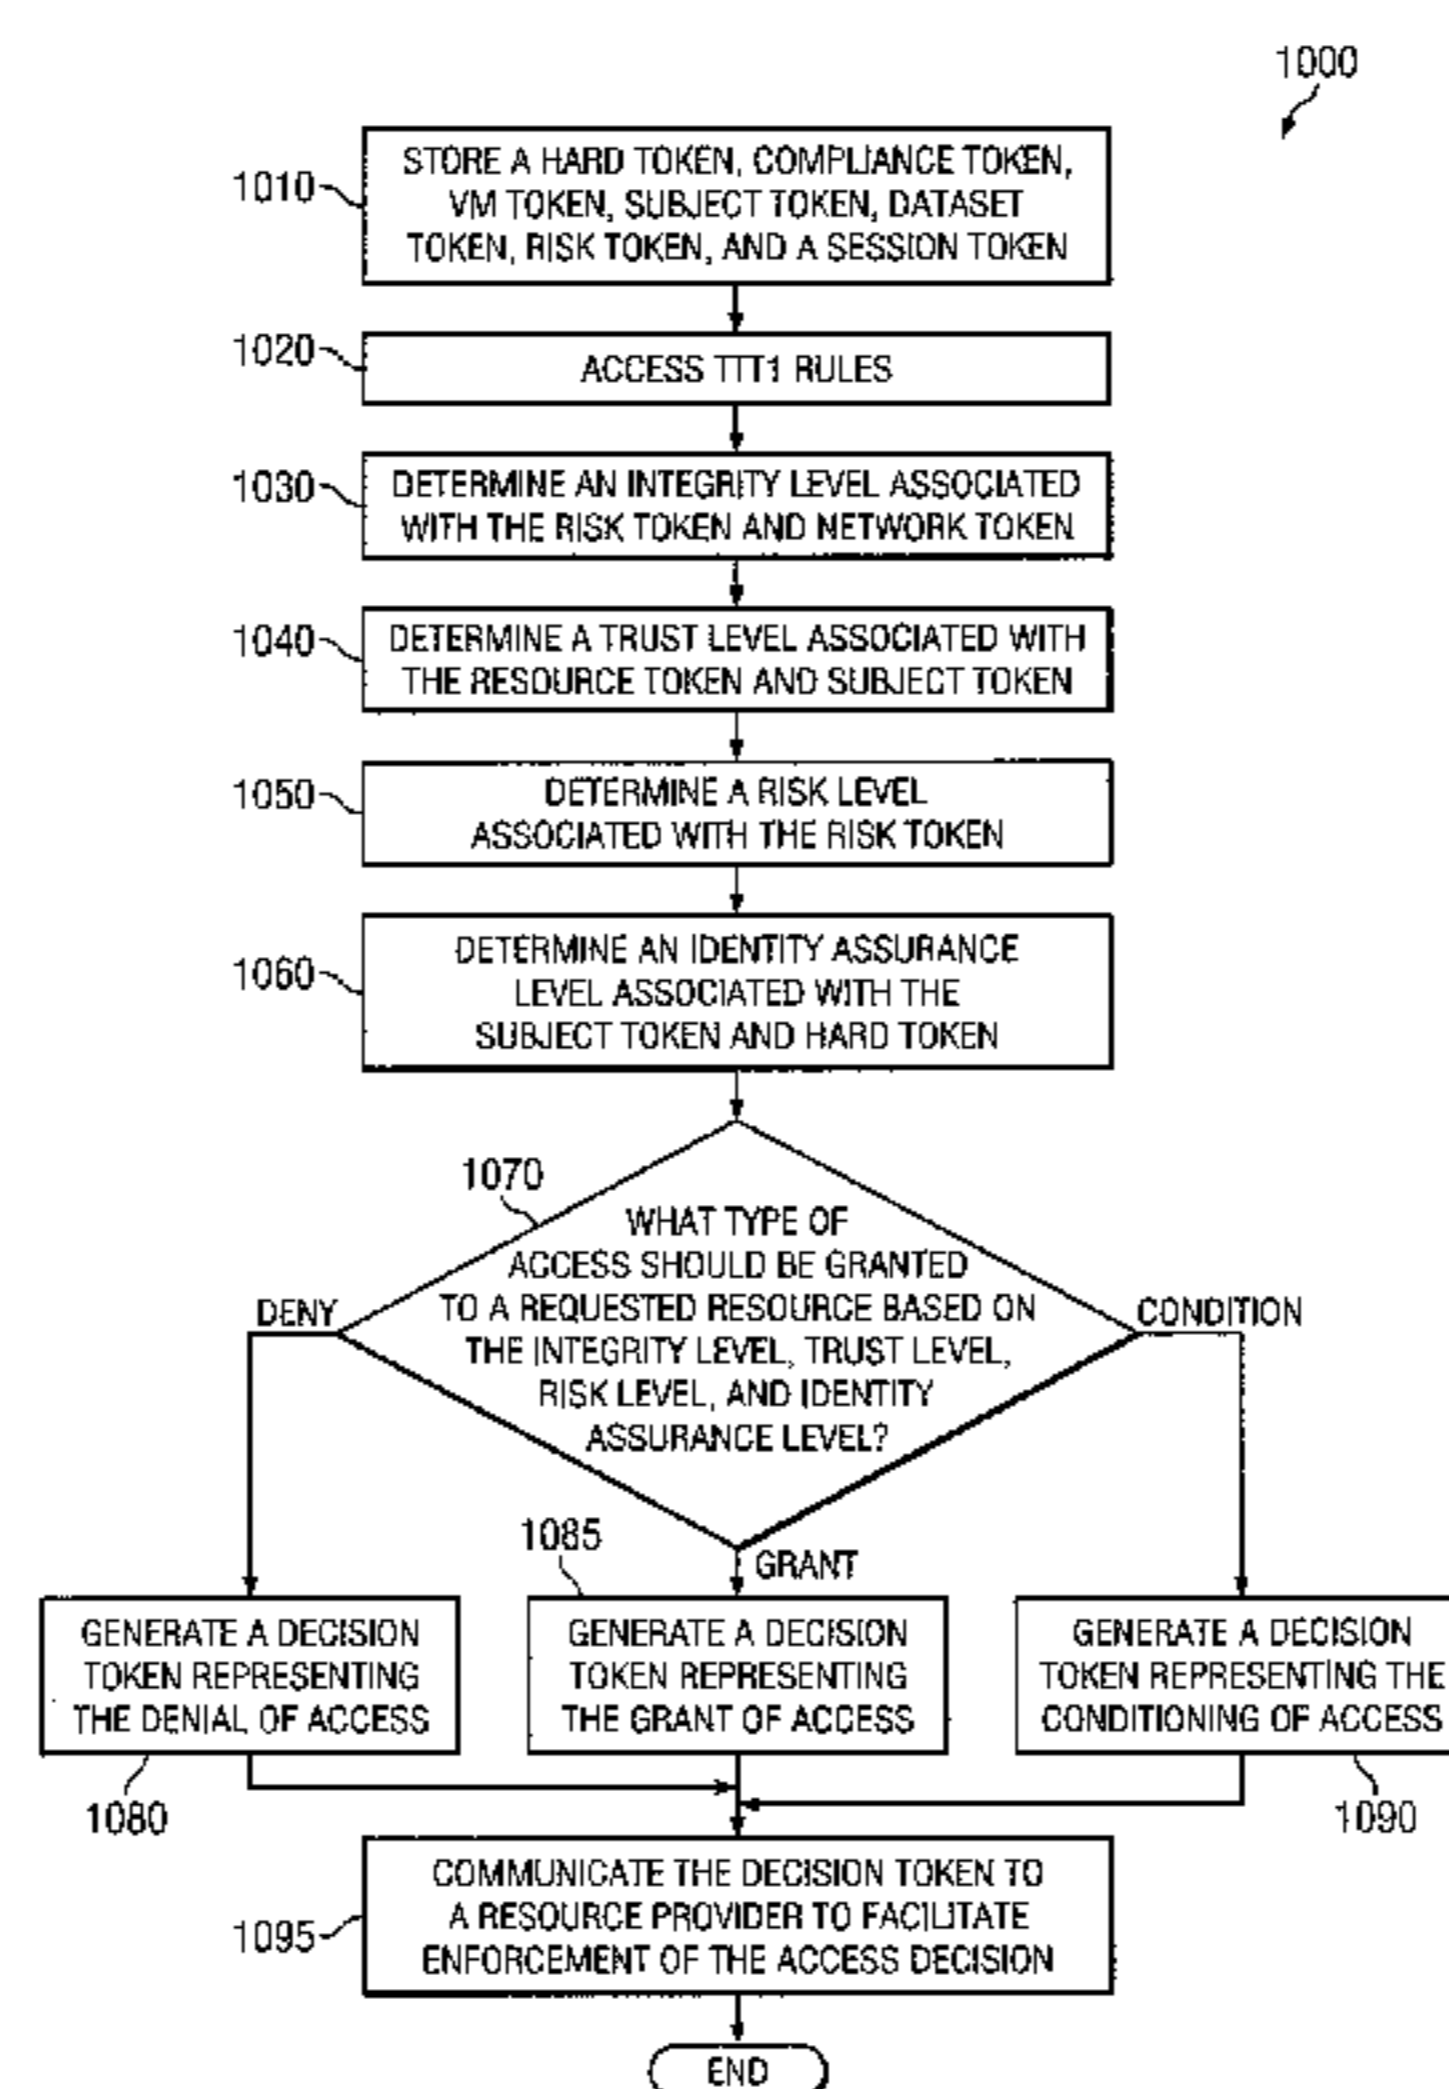 1000
1010
STORE A HARD TOKEN, COMPLIANCE TOKEN,
VM TOKEN, SUBJECT TOKEN, DATASET
TOKEN, RISK TOKEN, AND A SESSION TOKEN
1020
ACCESS TTT1 RULES
1030
DETERMINE AN INTEGRITY LEVEL ASSOCIATED
WITH THE RISK TOKEN AND NETWORK TOKEN
1040
DETERMINE A TRUST LEVEL ASSOCIATED WITH
THE RESOURCE TOKEN AND SUBJECT TOKEN
1050
DETERMINE A RISK LEVEL
ASSOCIATED WITH THE RISK TOKEN
1060
DETERMINE AN IDENTITY ASSURANCE
LEVEL ASSOCIATED WITH THE
SUBJECT TOKEN AND HARD TOKEN
1070
WHAT TYPE OF
ACCESS SHOULD BE GRANTED
TO A REQUESTED RESOURCE BASED ON
THE INTEGRITY LEVEL, TRUST LEVEL,
RISK LEVEL, AND IDENTITY
ASSURANCE LEVEL?
DENY
CONDITION
GRANT
GENERATE A DECISION
TOKEN REPRESENTING
THE DENIAL OF ACCESS
1080
1085
GENERATE A DECISION
TOKEN REPRESENTING
THE GRANT OF ACCESS
GENERATE A DECISION
TOKEN REPRESENTING THE
CONDITIONING OF ACCESS
1090
1095
COMMUNICATE THE DECISION TOKEN TO
A RESOURCE PROVIDER TO FACILITATE
ENFORCEMENT OF THE ACCESS DECISION
END